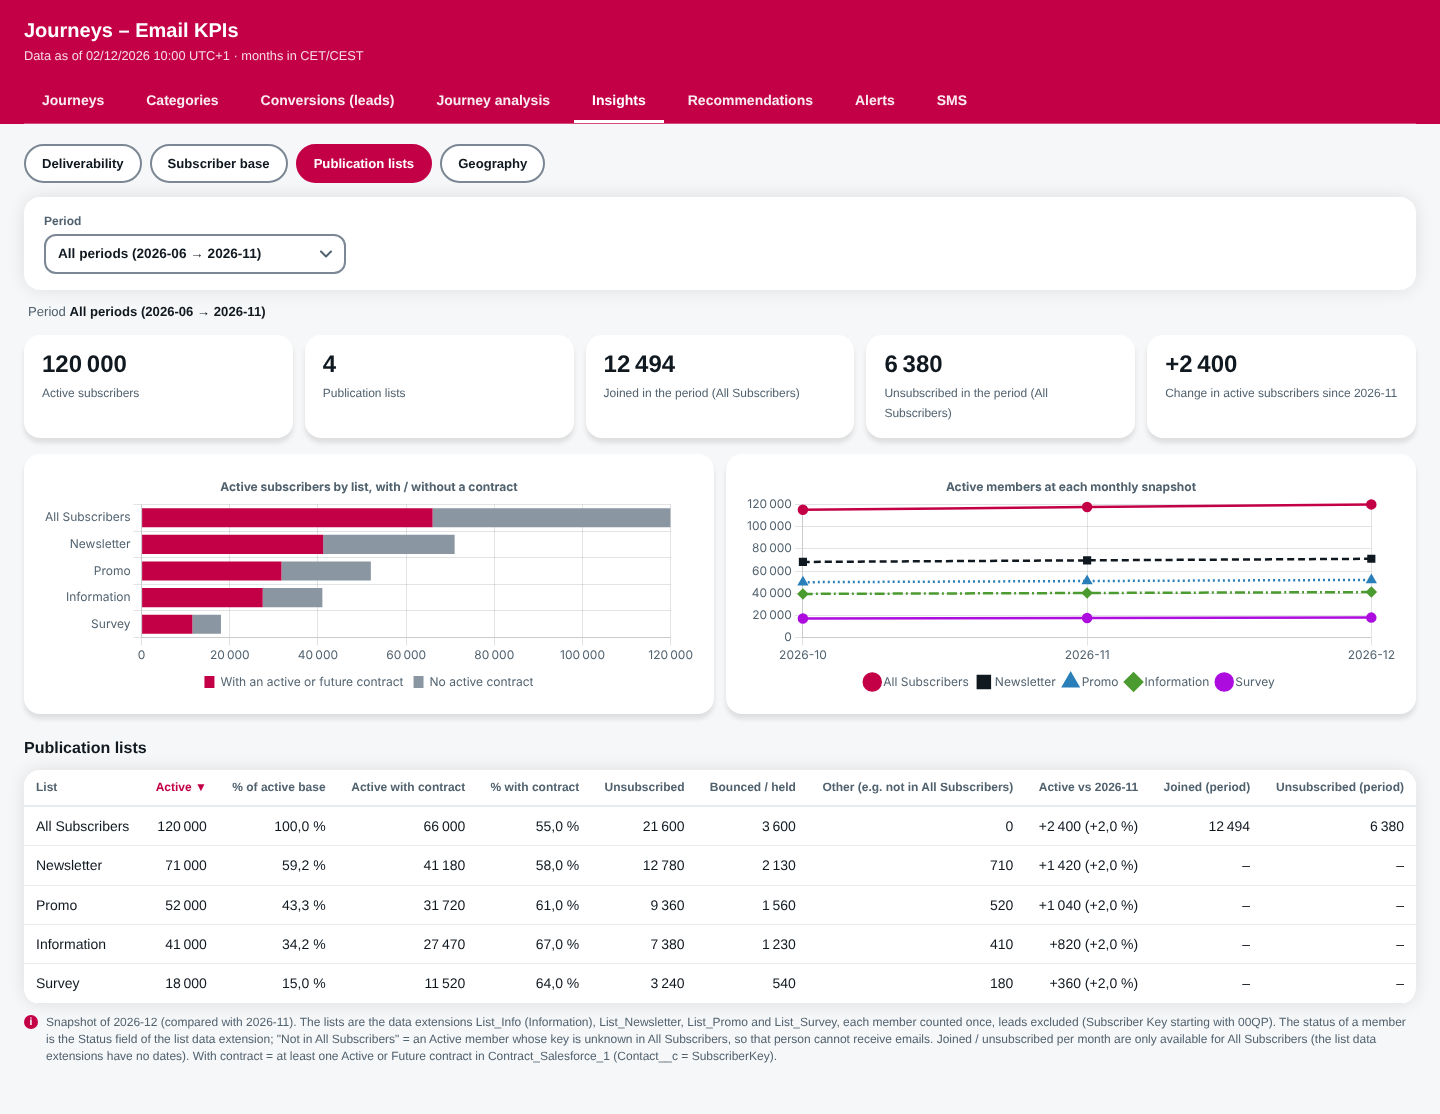 Journeys – Email KPIs
Data as of 02/12/2026 10:00 UTC+1 · months in CET/CEST
Journeys Categories Conversions (leads) Journey analysis Insights Recommendations Alerts SMS
Deliverability Subscriber base Publication lists Geography
Period
All periods (2026-06 → 2026-11)
Period All periods (2026-06 → 2026-11)
120 000
Active subscribers
4
Publication lists
12 494
Joined in the period (All Subscribers)
6 380
Unsubscribed in the period (All
Subscribers)
+2 400
Change in active subscribers since 2026-11
Active subscribers by list, with / without a contract
All Subscribers
Newsletter
Promo
Information
Survey
0 20 000 40 000 60 000 80 000 100 000 120 000
With an active or future contract No active contract
Active members at each monthly snapshot
120 000
100 000
80 000
60 000
40 000
20 000
0
2026-10 2026-11 2026-12
All Subscribers Newsletter Promo Information Survey
Publication lists
List Active ▼ % of active base Active with contract % with contract Unsubscribed Bounced / held Other (e.g. not in All Subscribers) Active vs 2026-11 Joined (period) Unsubscribed (period)
All Subscribers 120 000 100,0 % 66 000 55,0 % 21 600 3 600 0 +2 400 (+2,0 %) 12 494 6 380
Newsletter 71 000 59,2 % 41 180 58,0 % 12 780 2 130 710 +1 420 (+2,0 %) – –
Promo 52 000 43,3 % 31 720 61,0 % 9 360 1 560 520 +1 040 (+2,0 %) – –
Information 41 000 34,2 % 27 470 67,0 % 7 380 1 230 410 +820 (+2,0 %) – –
Survey 18 000 15,0 % 11 520 64,0 % 3 240 540 180 +360 (+2,0 %) – –
i Snapshot of 2026-12 (compared with 2026-11). The lists are the data extensions List_Info (Information), List_Newsletter, List_Promo and List_Survey, each member counted once, leads excluded (Subscriber Key starting with 00QP). The status of a member
is the Status field of the list data extension; "Not in All Subscribers" = an Active member whose key is unknown in All Subscribers, so that person cannot receive emails. Joined / unsubscribed per month are only available for All Subscribers (the list data
extensions have no dates). With contract = at least one Active or Future contract in Contract_Salesforce_1 (Contact__c = SubscriberKey).